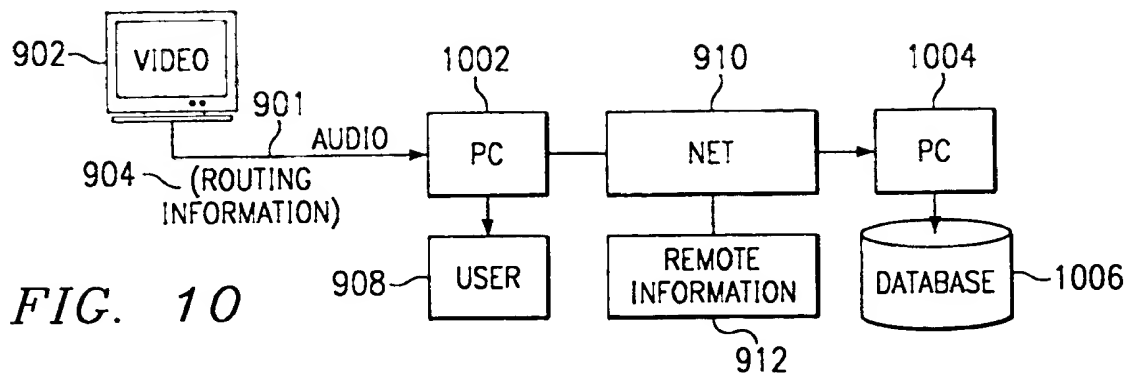 902
VIDEO
901
AUDIO
904
(ROUTING
INFORMATION)
1002
PC
910
NET
1004
PC
908
USER
REMOTE
INFORMATION
912
DATABASE
1006
FIG. 10